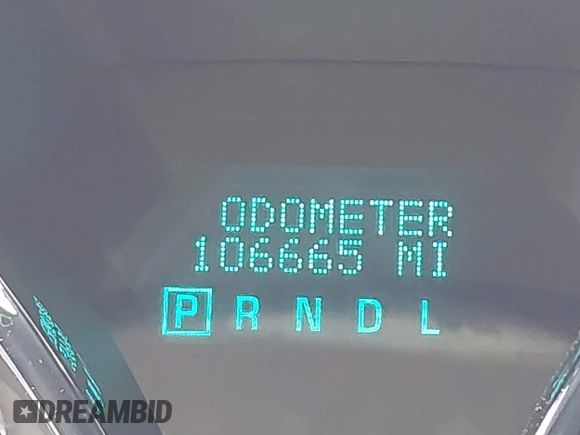 ODOMETER
106665 MI
P R N D L
DREAMBID